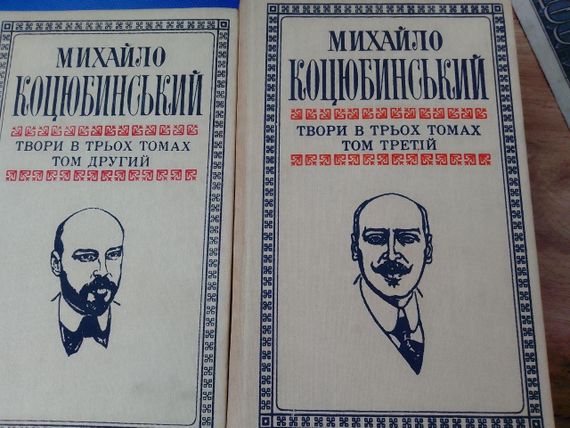 МИХАЙЛО
КОЦЮБИНСЬКИЙ
ТВОРИ В ТРЬОХ ТОМАХ
ТОМ ДРУГИЙ
МИХАЙЛО
КОЦЮБИНСЬКИЙ
ТВОРИ В ТРЬОХ ТОМАХ
ТОМ ТРЕТІЙ